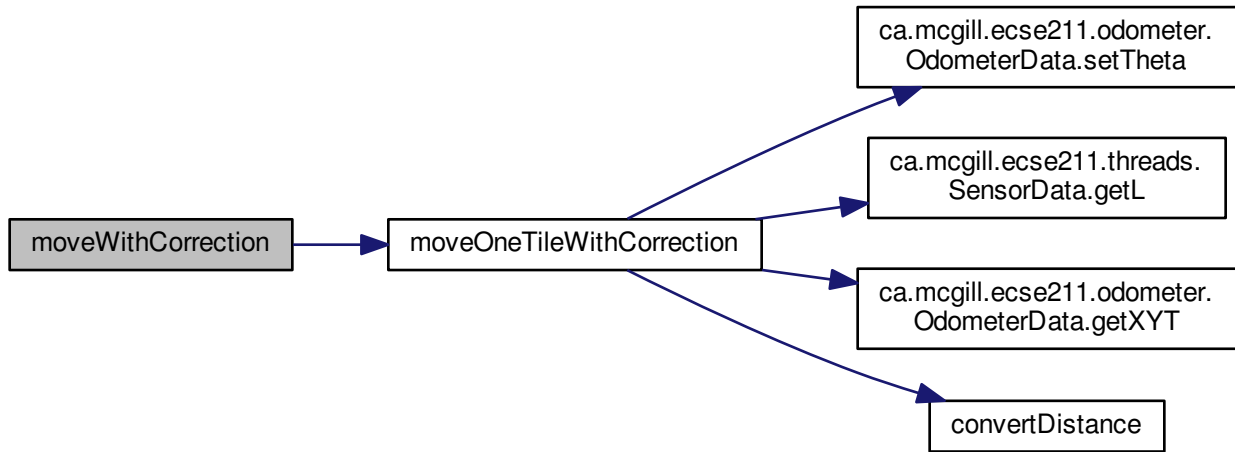 moveWithCorrection
moveOneTileWithCorrection
ca.mcgill.ecse211.odometer.
OdometerData.setTheta
ca.mcgill.ecse211.threads.
SensorData.getL
ca.mcgill.ecse211.odometer.
OdometerData.getXYT
convertDistance